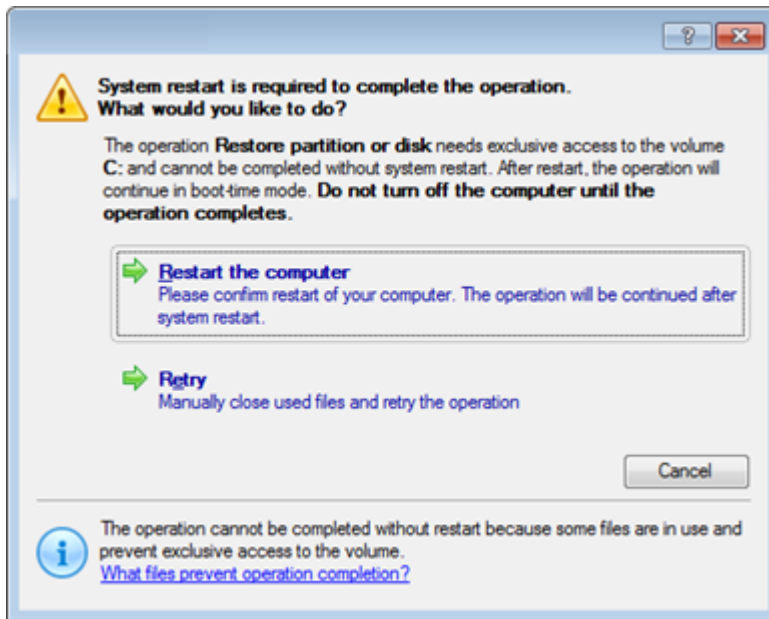 System restart is required to complete the operation.
What would you like to do?
The operation Restore partition or disk needs exclusive access to the volume
C: and cannot be completed without system restart. After restart, the operation will
continue in boot-time mode. Do not turn off the computer until the
operation completes.
Restart the computer
Please confirm restart of your computer. The operation will be continued after
system restart.
Retry
Manually close used files and retry the operation
Cancel
The operation cannot be completed without restart because some files are in use and
prevent exclusive access to the volume.
What files prevent operation completion?